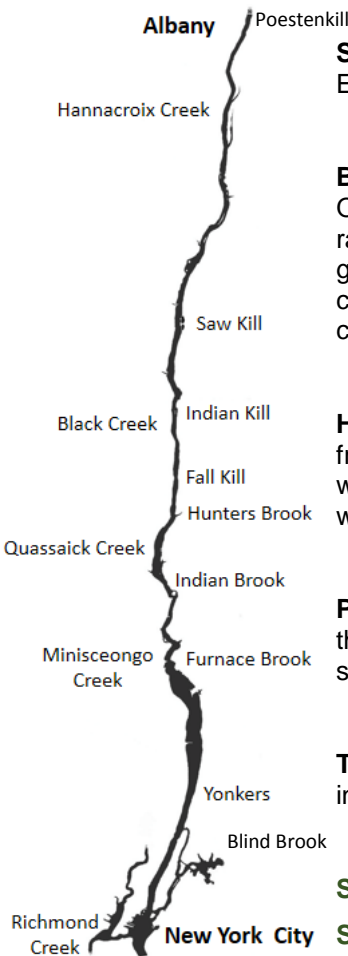 Albany
Poestenkill
Hannacroix Creek
Saw Kill
Indian Kill
Black Creek
Fall Kill
Hunters Brook
Quassaick Creek
Indian Brook
Minisceongo
Creek
Furnace Brook
Yonkers
Blind Brook
Richmond
Creek
New York City